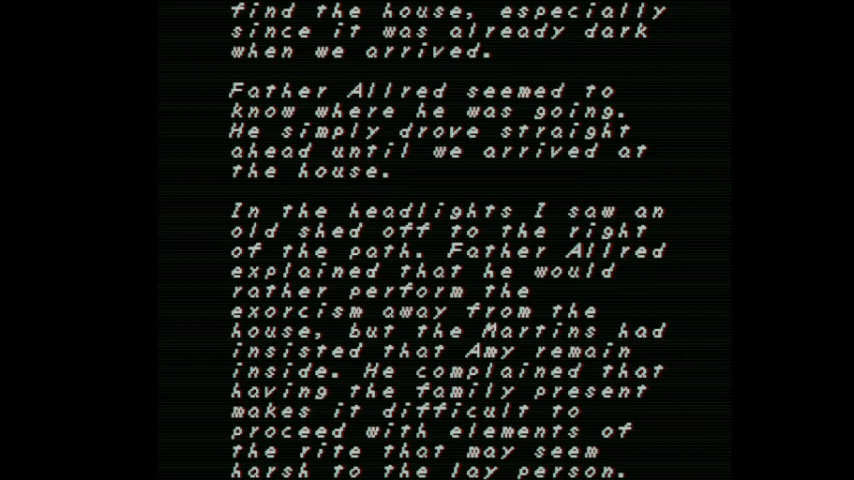 find the house, especially
since it was already dark
when we arrived.
Father Allred seemed to
know where he was going.
He simply drove straight
ahead until we arrived at
the house.
In the headlights I saw an
old shed off to the right
of the path. Father Allred
explained that he would
rather perform the
exorcism away from the
house, but the Martins had
insisted that Amy remain
inside. He complained that
having the family present
makes it difficult to
proceed with elements of
the rite that may seem
harsh to the lay person.